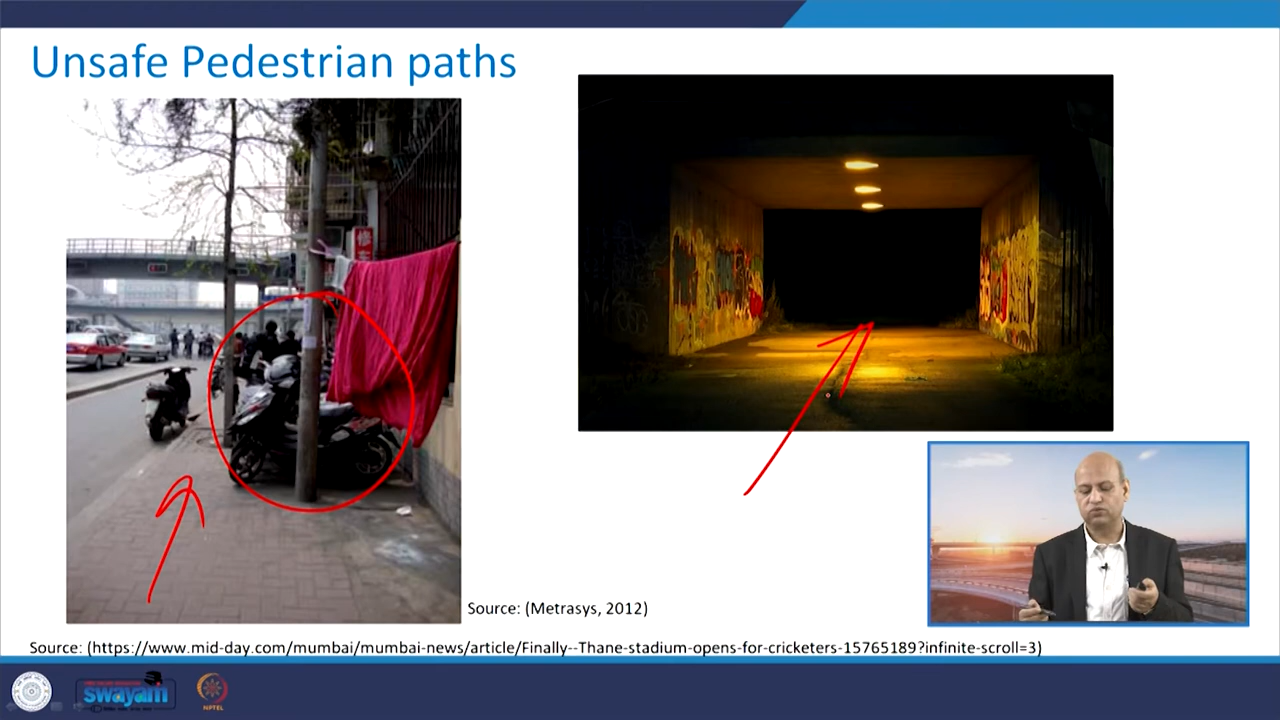 Unsafe Pedestrian paths
Source: (Metrasys, 2012)
Source: (https://www.mid-day.com/mumbai/mumbai-news/article/Finally--Thane-stadium-opens-for-cricketers-15765189?infinite-scroll=3)
swayam
NPTEL